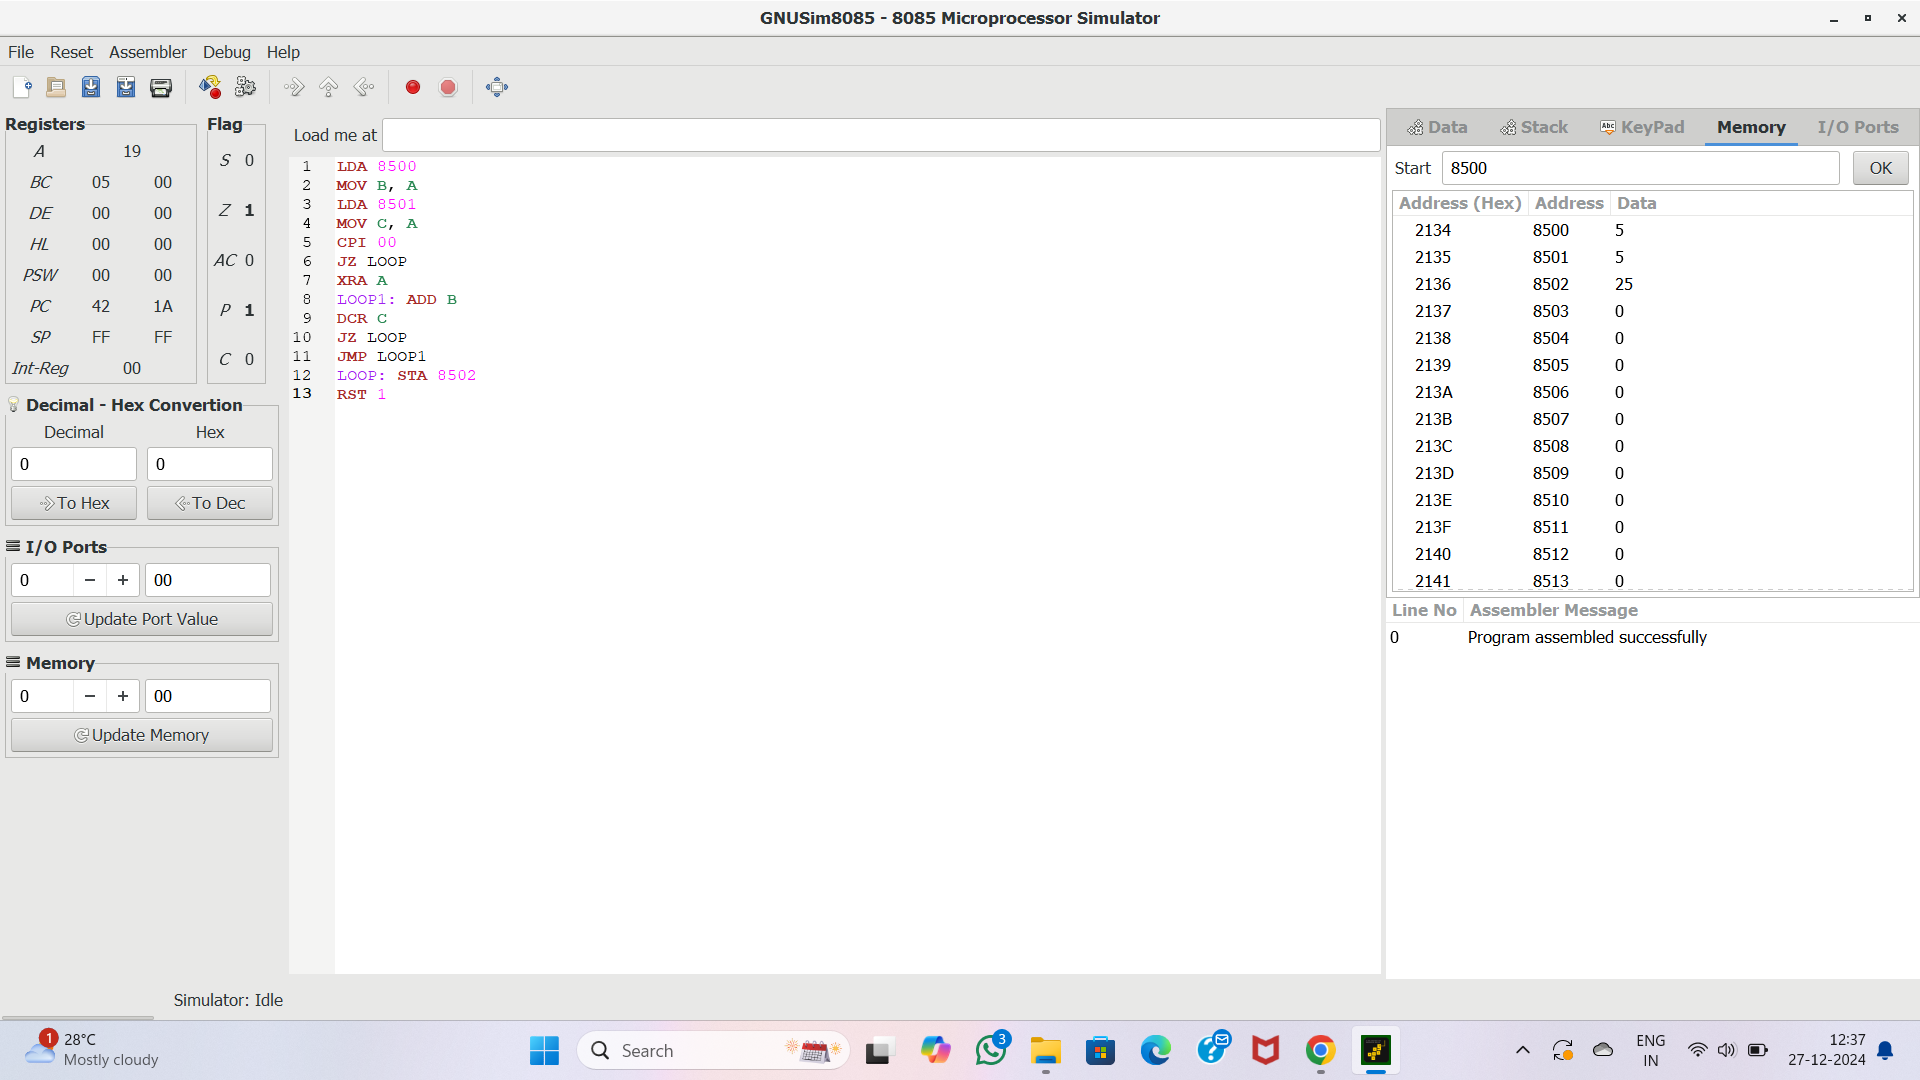 GNUSim8085 - 8085 Microprocessor Simulator
File Reset Assembler Debug Help
Registers
A 19
BC 05 00
DE 00 00
HL 00 00
PSW 00 00
PC 42 1A
SP FF FF
Int-Reg 00
Flag
S 0
Z 1
AC 0
P 1
C 0
Decimal - Hex Convertion
Decimal Hex
0 0
To Hex To Dec
I/O Ports
0 − + 00
Update Port Value
Memory
0 − + 00
Update Memory
Load me at
1 LDA 8500
2 MOV B, A
3 LDA 8501
4 MOV C, A
5 CPI 00
6 JZ LOOP
7 XRA A
8 LOOP1: ADD B
9 DCR C
10 JZ LOOP
11 JMP LOOP1
12 LOOP: STA 8502
13 RST 1
Data Stack Abc KeyPad Memory I/O Ports
Start 8500 OK
Address (Hex) Address Data
2134 8500 5
2135 8501 5
2136 8502 25
2137 8503 0
2138 8504 0
2139 8505 0
213A 8506 0
213B 8507 0
213C 8508 0
213D 8509 0
213E 8510 0
213F 8511 0
2140 8512 0
2141 8513 0
Line No Assembler Message
0 Program assembled successfully
Simulator: Idle
1 28°C
Mostly cloudy
Search
3
ENG
IN
12:37
27-12-2024